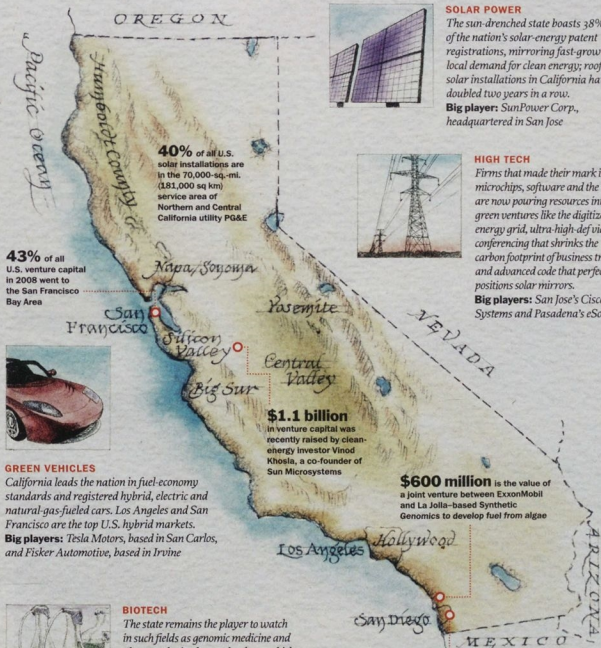 OREGON
Pacific Ocean
Humboldt County
40% of all U.S.
solar installations are
in the 70,000-sq.-mi.
(181,000 sq km)
service area of
Northern and Central
California utility PG&E
43% of all
U.S. venture capital
in 2008 went to
the San Francisco
Bay Area
Napa/Sonoma
San
Francisco
Silicon
Valley
Yosemite
Central
Valley
Big Sur
NEVADA
$1.1 billion
in venture capital was
recently raised by clean-
energy investor Vinod
Khosla, a co-founder of
Sun Microsystems
$600 million is the value of
a joint venture between ExxonMobil
and La Jolla–based Synthetic
Genomics to develop fuel from algae
Los Angeles
Hollywood
San Diego
MEXICO
ARIZONA
SOLAR POWER
The sun-drenched state boasts 38%
of the nation's solar-energy patent
registrations, mirroring fast-grow
local demand for clean energy; roof
solar installations in California ha
doubled two years in a row.
Big player: SunPower Corp.,
headquartered in San Jose
HIGH TECH
Firms that made their mark i
microchips, software and the
are now pouring resources in
green ventures like the digitiz
energy grid, ultra-high-def vi
conferencing that shrinks the
carbon footprint of business tr
and advanced code that perfe
positions solar mirrors.
Big players: San Jose's Cisc
Systems and Pasadena's eSo
GREEN VEHICLES
California leads the nation in fuel-economy
standards and registered hybrid, electric and
natural-gas-fueled cars. Los Angeles and San
Francisco are the top U.S. hybrid markets.
Big players: Tesla Motors, based in San Carlos,
and Fisker Automotive, based in Irvine
BIOTECH
The state remains the player to watch
in such fields as genomic medicine and